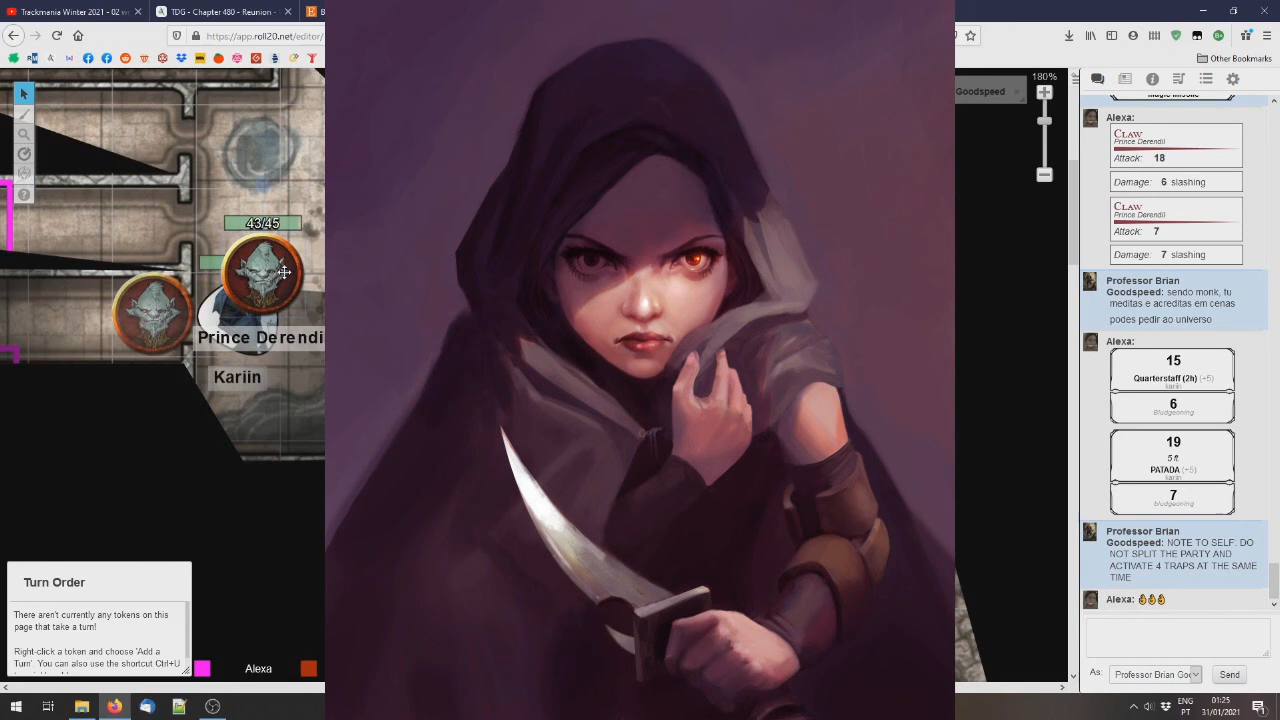 Trackmania Winter 2021 - 02
TDG - Chapter 480 - Reunion -
https://app.roll20.net/editor/
Other Bookmarks
180%
Goodspeed
43/45
Prince Derendi
Kariin
Turn Order
There aren't currently any tokens on this
page that take a turn!
Right-click a token and choose 'Add a
Turn'. You can also use the shortcut Ctrl+U
Alexa
Magic Missile
Alexa:
CLAW
Prince Derendil
Attack: 18
Damage: 6 slashing
CLAW
Prince Derendil
Attack: 7
Damage: 7 slashing
Professor Brian
Goodspeed: sendo monk, tu
meditas e acreditas em cenas
podes pedir ao universo
Alexa:
15
Quarterstaff (2h) (+5)
karin
6
Bludgeoning
19
5 ft
PATADA (+5)
karin
7
bludgeoning
Professor Brian
Goodspeed: NOTE TO SELF: DO
NOT SPLIT THE PARTY AND
ACTIVATE 4 TRAPS AT THE SAME
TIME
Alexa: 👌👌👌
As: Professor Brian Goo Send
ENG
PT
01:25
31/01/2021